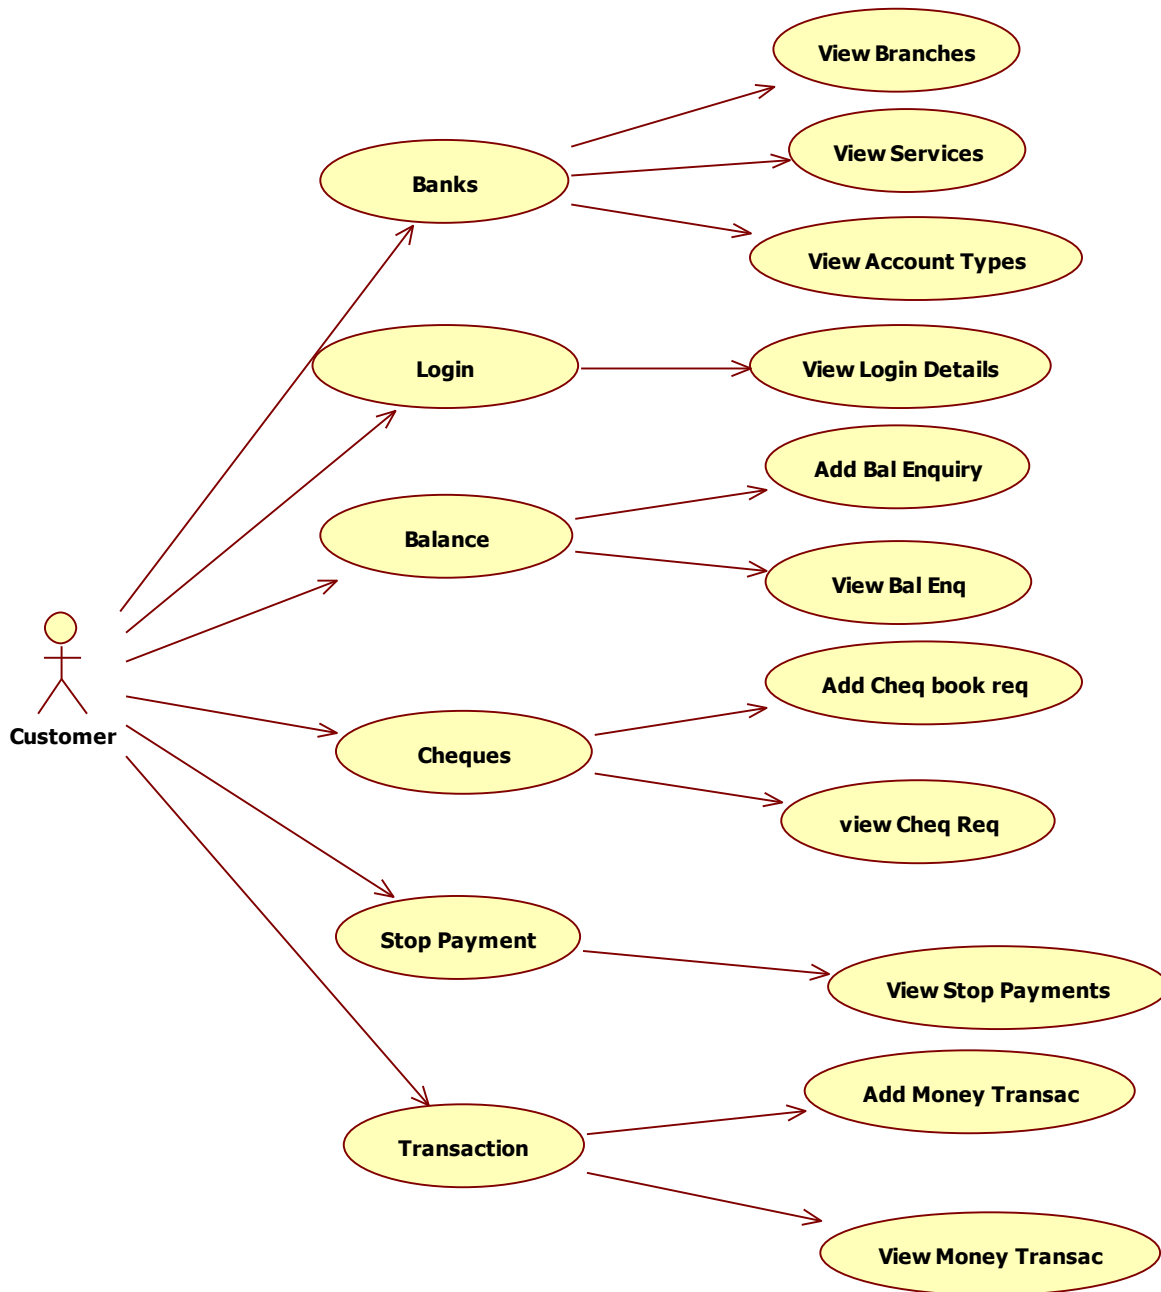 View Branches
View Services
Banks
View Account Types
Login
View Login Details
Add Bal Enquiry
Balance
View Bal Enq
Add Cheq book req
Customer
Cheques
view Cheq Req
Stop Payment
View Stop Payments
Add Money Transac
Transaction
View Money Transac